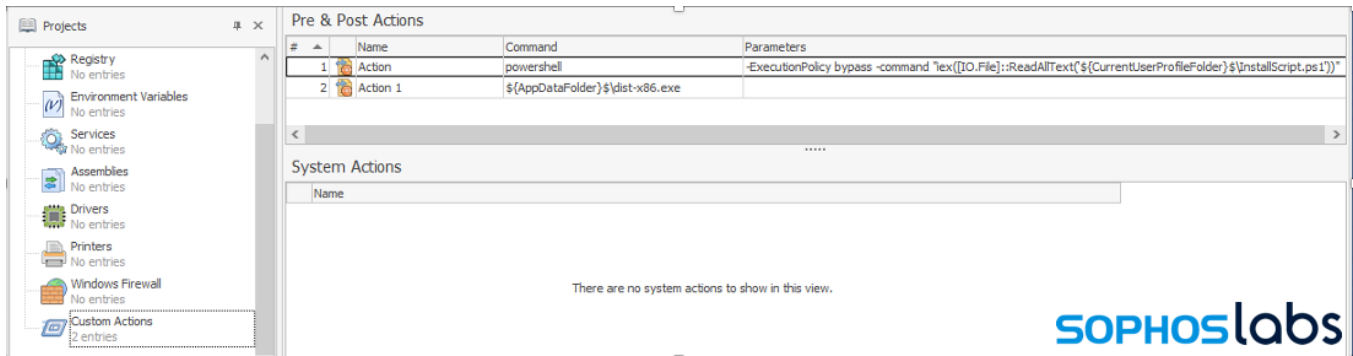 Projects
Registry
No entries
Environment Variables
No entries
Services
No entries
Assemblies
No entries
Drivers
No entries
Printers
No entries
Windows Firewall
No entries
Custom Actions
2 entries
Pre & Post Actions
# Name Command Parameters
1 Action powershell -ExecutionPolicy bypass -command "iex([IO.File]::ReadAllText('${CurrentUserProfileFolder}$\InstallScript.ps1'))"
2 Action 1 ${AppDataFolder}$\dist-x86.exe
System Actions
Name
There are no system actions to show in this view.
SOPHOSlabs